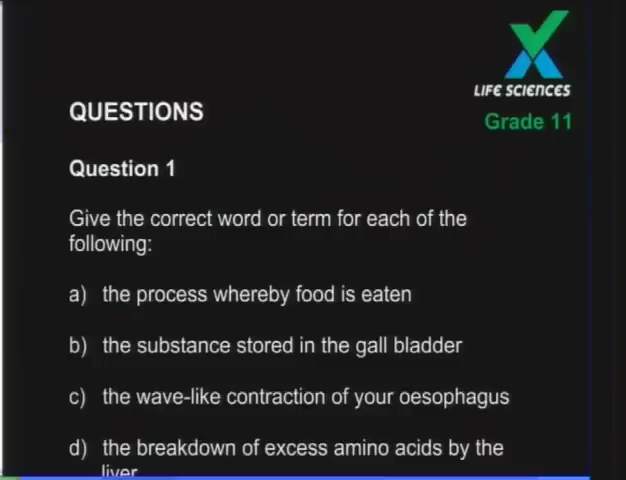 LIFE SCIENCES
Grade 11
QUESTIONS
Question 1
Give the correct word or term for each of the
following:
a) the process whereby food is eaten
b) the substance stored in the gall bladder
c) the wave-like contraction of your oesophagus
d) the breakdown of excess amino acids by the
liver